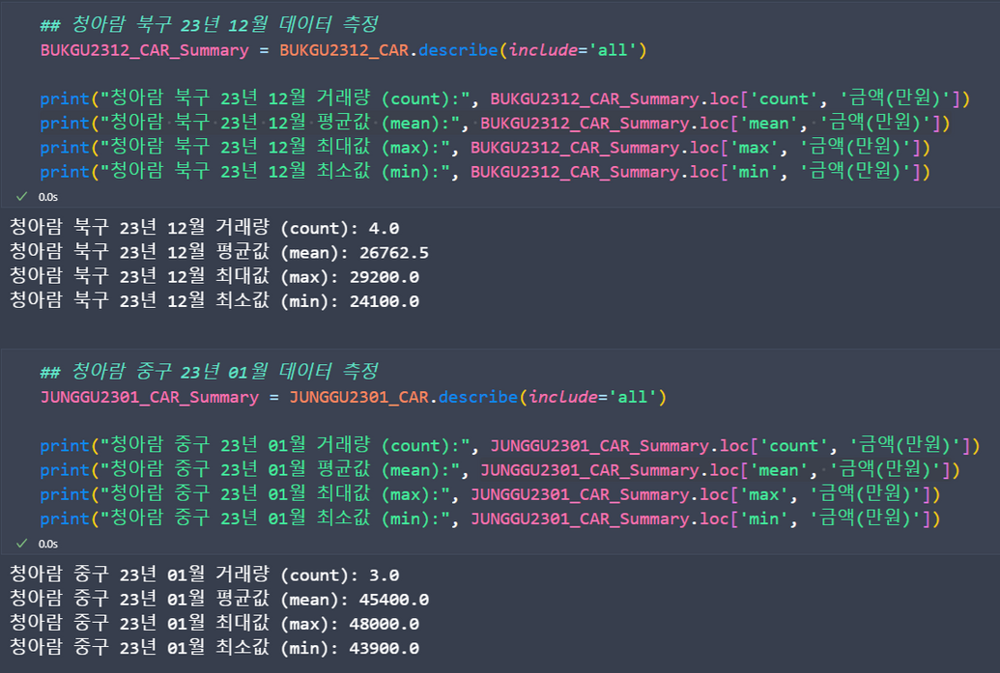 ## 청아람 북구 23년 12월 데이터 측정
BUKGU2312_CAR_Summary = BUKGU2312_CAR.describe(include='all')
print("청아람 북구 23년 12월 거래량 (count):", BUKGU2312_CAR_Summary.loc['count', '금액(만원)'])
print("청아람 북구 23년 12월 평균값 (mean):", BUKGU2312_CAR_Summary.loc['mean', '금액(만원)'])
print("청아람 북구 23년 12월 최대값 (max):", BUKGU2312_CAR_Summary.loc['max', '금액(만원)'])
print("청아람 북구 23년 12월 최소값 (min):", BUKGU2312_CAR_Summary.loc['min', '금액(만원)'])
✓ 0.0s
청아람 북구 23년 12월 거래량 (count): 4.0
청아람 북구 23년 12월 평균값 (mean): 26762.5
청아람 북구 23년 12월 최대값 (max): 29200.0
청아람 북구 23년 12월 최소값 (min): 24100.0
## 청아람 중구 23년 01월 데이터 측정
JUNGGU2301_CAR_Summary = JUNGGU2301_CAR.describe(include='all')
print("청아람 중구 23년 01월 거래량 (count):", JUNGGU2301_CAR_Summary.loc['count', '금액(만원)'])
print("청아람 중구 23년 01월 평균값 (mean):", JUNGGU2301_CAR_Summary.loc['mean', '금액(만원)'])
print("청아람 중구 23년 01월 최대값 (max):", JUNGGU2301_CAR_Summary.loc['max', '금액(만원)'])
print("청아람 중구 23년 01월 최소값 (min):", JUNGGU2301_CAR_Summary.loc['min', '금액(만원)'])
✓ 0.0s
청아람 중구 23년 01월 거래량 (count): 3.0
청아람 중구 23년 01월 평균값 (mean): 45400.0
청아람 중구 23년 01월 최대값 (max): 48000.0
청아람 중구 23년 01월 최소값 (min): 43900.0